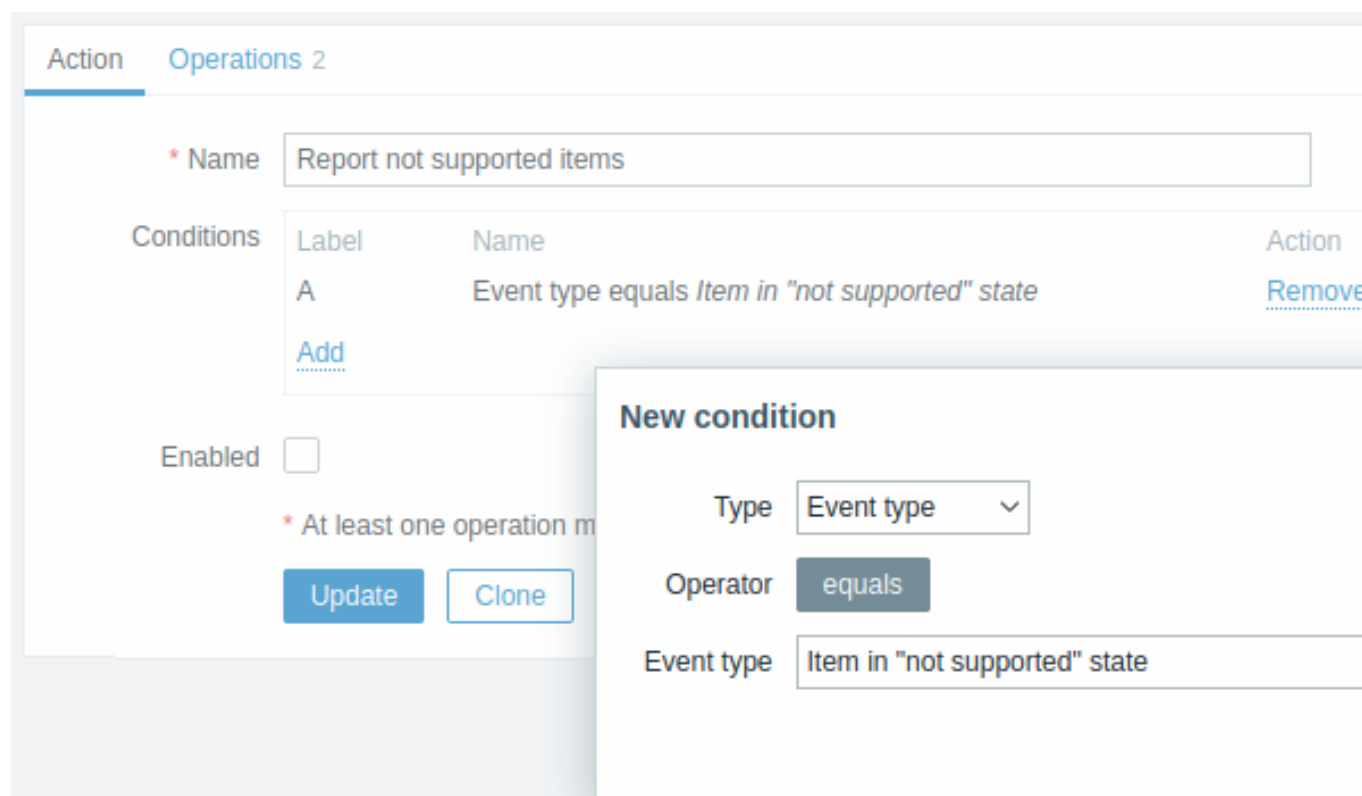 Action Operations 2
* Name Report not supported items
Conditions Label Name Action
A Event type equals Item in "not supported" state Remove
Add
New condition
Enabled
Type Event type
* At least one operation
Operator equals
Update Clone
Event type Item in "not supported" state